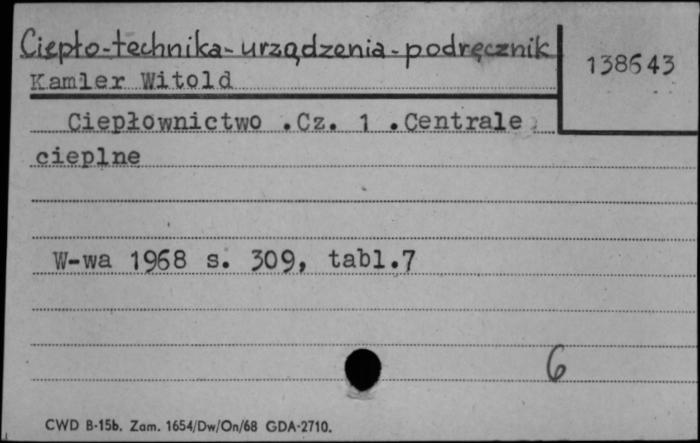 Ciepło-technika-urządzenia-podręcznik
138643
Kamler Witold
Ciepłownictwo .Cz. 1 .Centrale
cieplne
W-wa 1968 s. 309, tabl.7
6
CWD B-15b. Zam. 1654/Dw/On/68 GDA-2710.